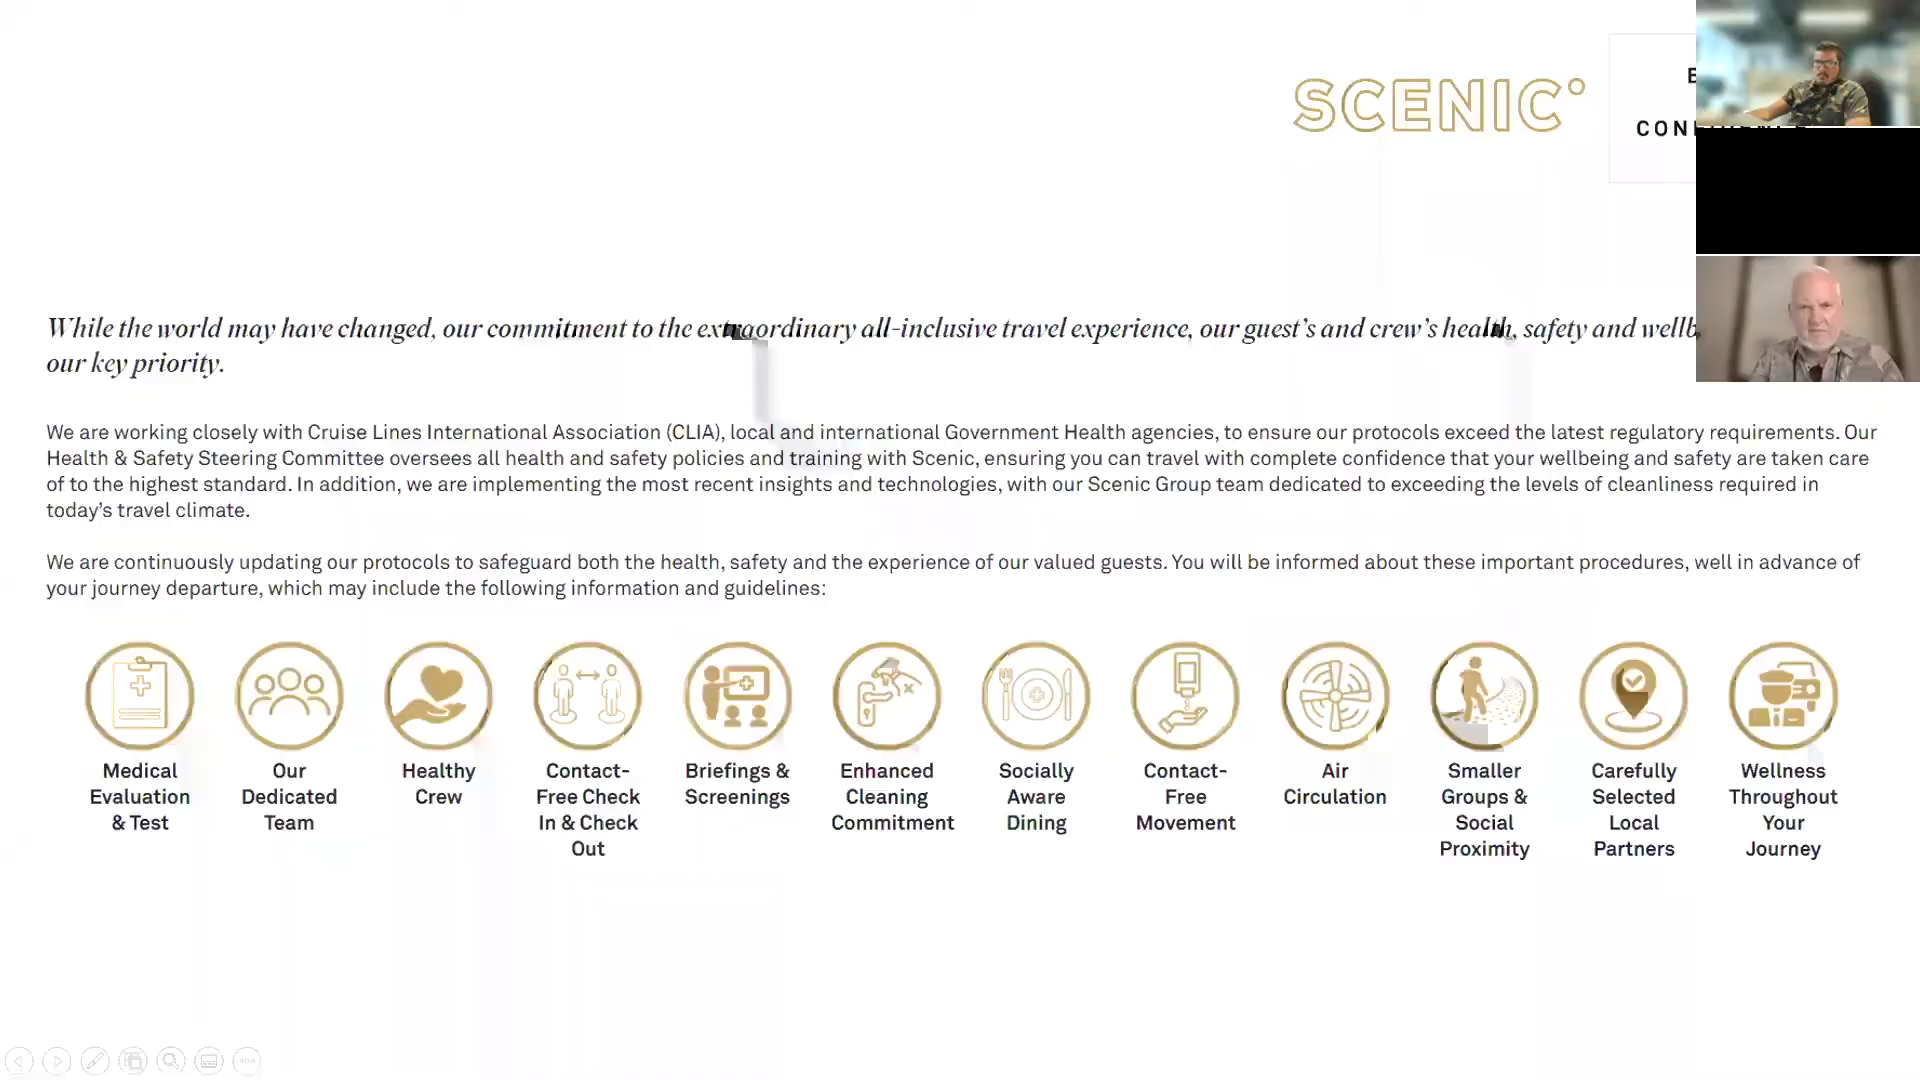 SCENIC°
While the world may have changed, our commitment to the extraordinary all-inclusive travel experience, our guest's and crew's health, safety and
our key priority.
We are working closely with Cruise Lines International Association (CLIA), local and international Government Health agencies, to ensure our protocols exceed the latest regulatory requirements. Our
Health & Safety Steering Committee oversees all health and safety policies and training with Scenic, ensuring you can travel with complete confidence that your wellbeing and safety are taken care
of to the highest standard. In addition, we are implementing the most recent insights and technologies, with our Scenic Group team dedicated to exceeding the levels of cleanliness required in
today's travel climate.
We are continuously updating our protocols to safeguard both the health, safety and the experience of our valued guests. You will be informed about these important procedures, well in advance of
your journey departure, which may include the following information and guidelines:
Medical
Evaluation
& Test
Our
Dedicated
Team
Healthy
Crew
Contact-
Free Check
In & Check
Out
Briefings &
Screenings
Enhanced
Cleaning
Commitment
Socially
Aware
Dining
Contact-
Free
Movement
Air
Circulation
Smaller
Groups &
Social
Proximity
Carefully
Selected
Local
Partners
Wellness
Throughout
Your
Journey